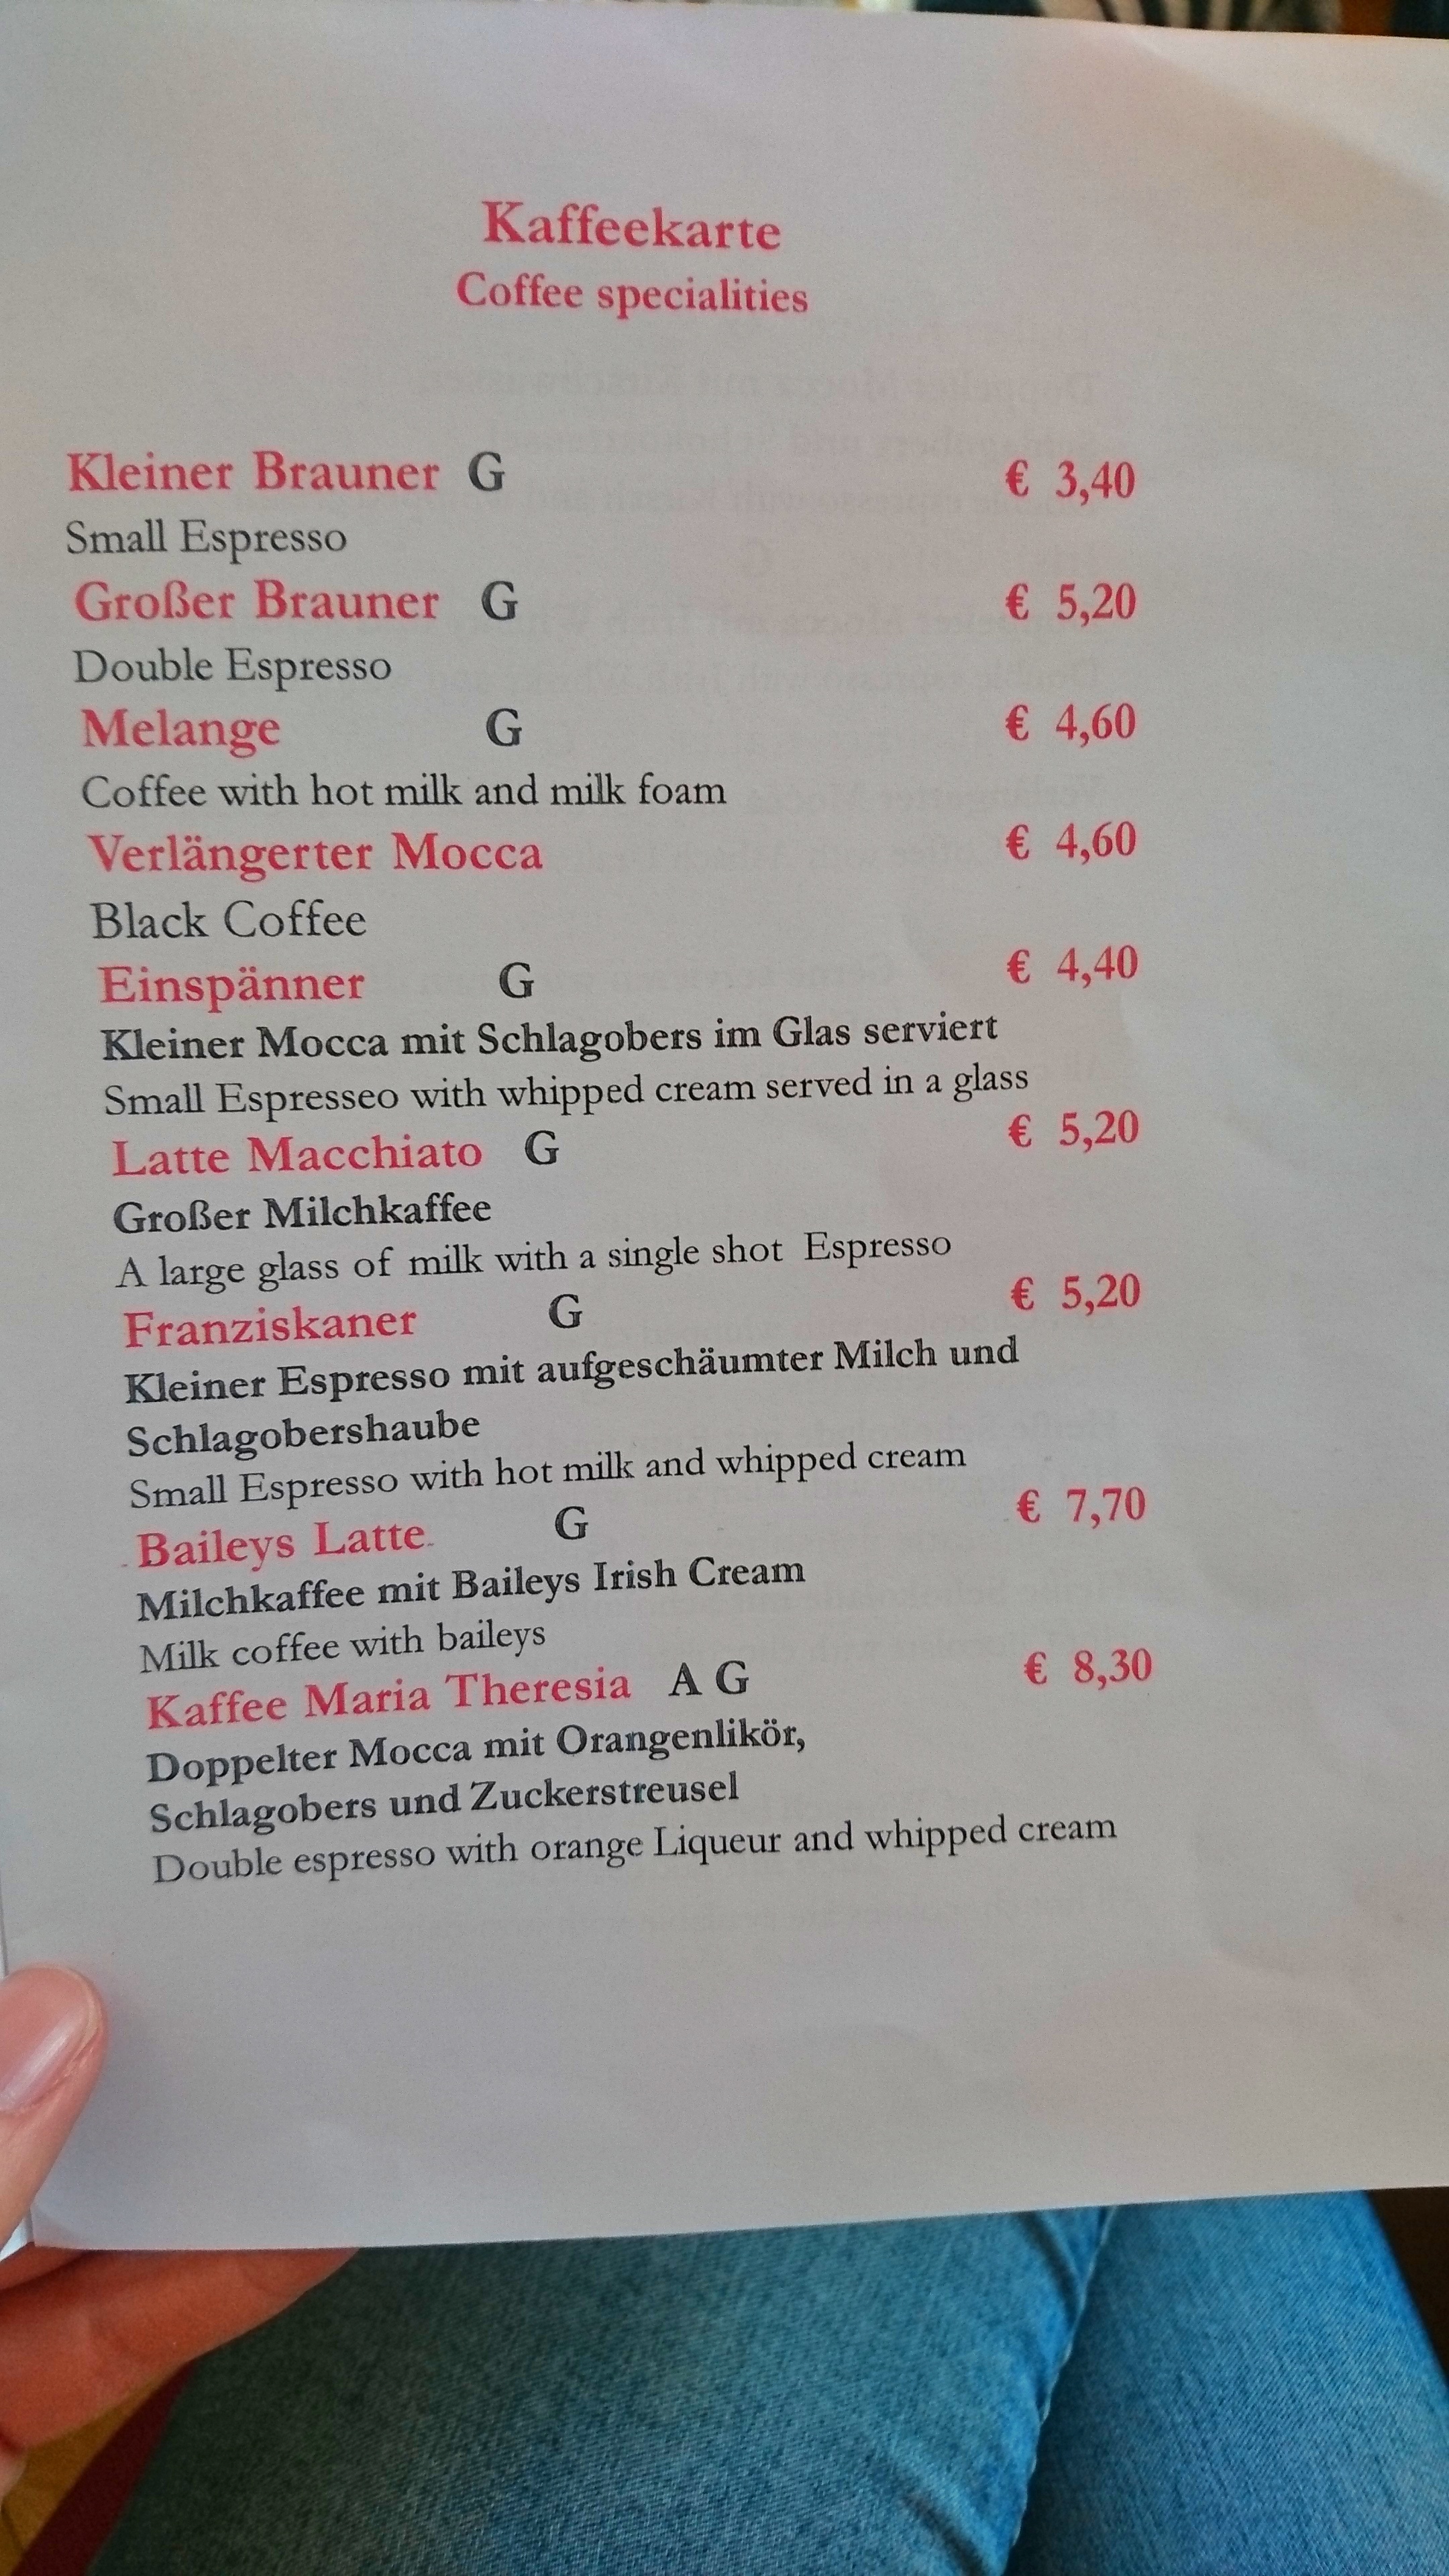 Kaffeekarte
Coffee specialities
Kleiner Brauner G € 3,40
Small Espresso
Großer Brauner G € 5,20
Double Espresso
Melange G € 4,60
Coffee with hot milk and milk foam
Verlängerter Mocca € 4,60
Black Coffee
Einspänner G € 4,40
Kleiner Mocca mit Schlagobers im Glas serviert
Small Espresseo with whipped cream served in a glass
Latte Macchiato G € 5,20
Großer Milchkaffee
A large glass of milk with a single shot Espresso
Franziskaner G € 5,20
Kleiner Espresso mit aufgeschäumter Milch und
Schlagobershaube
Small Espresso with hot milk and whipped cream
Baileys Latte G € 7,70
Milchkaffee mit Baileys Irish Cream
Milk coffee with baileys
Kaffee Maria Theresia A G € 8,30
Doppelter Mocca mit Orangenlikör,
Schlagobers und Zuckerstreusel
Double espresso with orange Liqueur and whipped cream